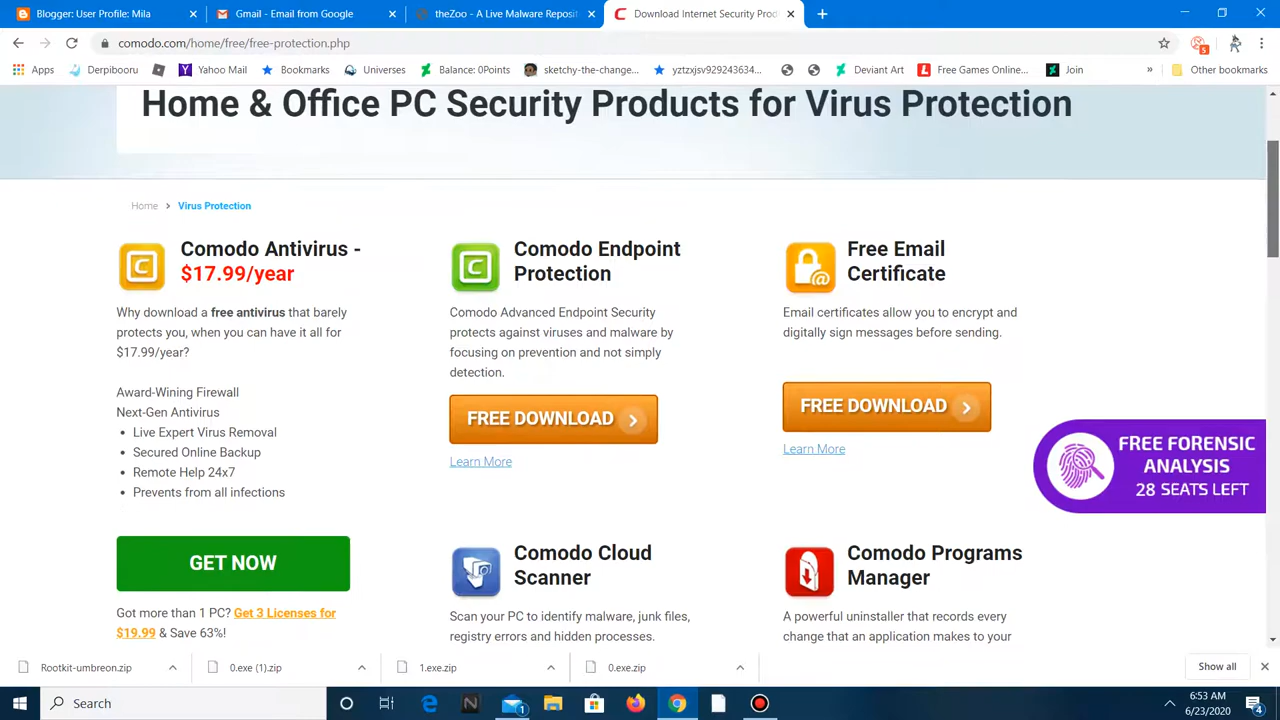 Blogger: User Profile: Mila
Gmail - Email from Google
theZoo - A Live Malware Reposit
Download Internet Security Prod
comodo.com/home/free/free-protection.php
5
Apps
Derpibooru
Yahoo Mail
Bookmarks
Universes
Balance: 0Points
sketchy-the-change...
yztzxjsv929243634...
Deviant Art
Free Games Online...
Join
»
Other bookmarks
Home & Office PC Security Products for Virus Protection
Home > Virus Protection
Comodo Antivirus -
$17.99/year
Why download a free antivirus that barely
protects you, when you can have it all for
$17.99/year?
Award-Wining Firewall
Next-Gen Antivirus
• Live Expert Virus Removal
• Secured Online Backup
• Remote Help 24x7
• Prevents from all infections
GET NOW
Got more than 1 PC? Get 3 Licenses for
$19.99 & Save 63%!
Comodo Endpoint
Protection
Comodo Advanced Endpoint Security
protects against viruses and malware by
focusing on prevention and not simply
detection.
FREE DOWNLOAD
Learn More
Free Email
Certificate
Email certificates allow you to encrypt and
digitally sign messages before sending.
FREE DOWNLOAD
Learn More
FREE FORENSIC
ANALYSIS
28 SEATS LEFT
Comodo Cloud
Scanner
Scan your PC to identify malware, junk files,
registry errors and hidden processes.
Comodo Programs
Manager
A powerful uninstaller that records every
change that an application makes to your
Rootkit-umbreon.zip
0.exe (1).zip
1.exe.zip
0.exe.zip
Show all
Search
1
6:53 AM
6/23/2020
4